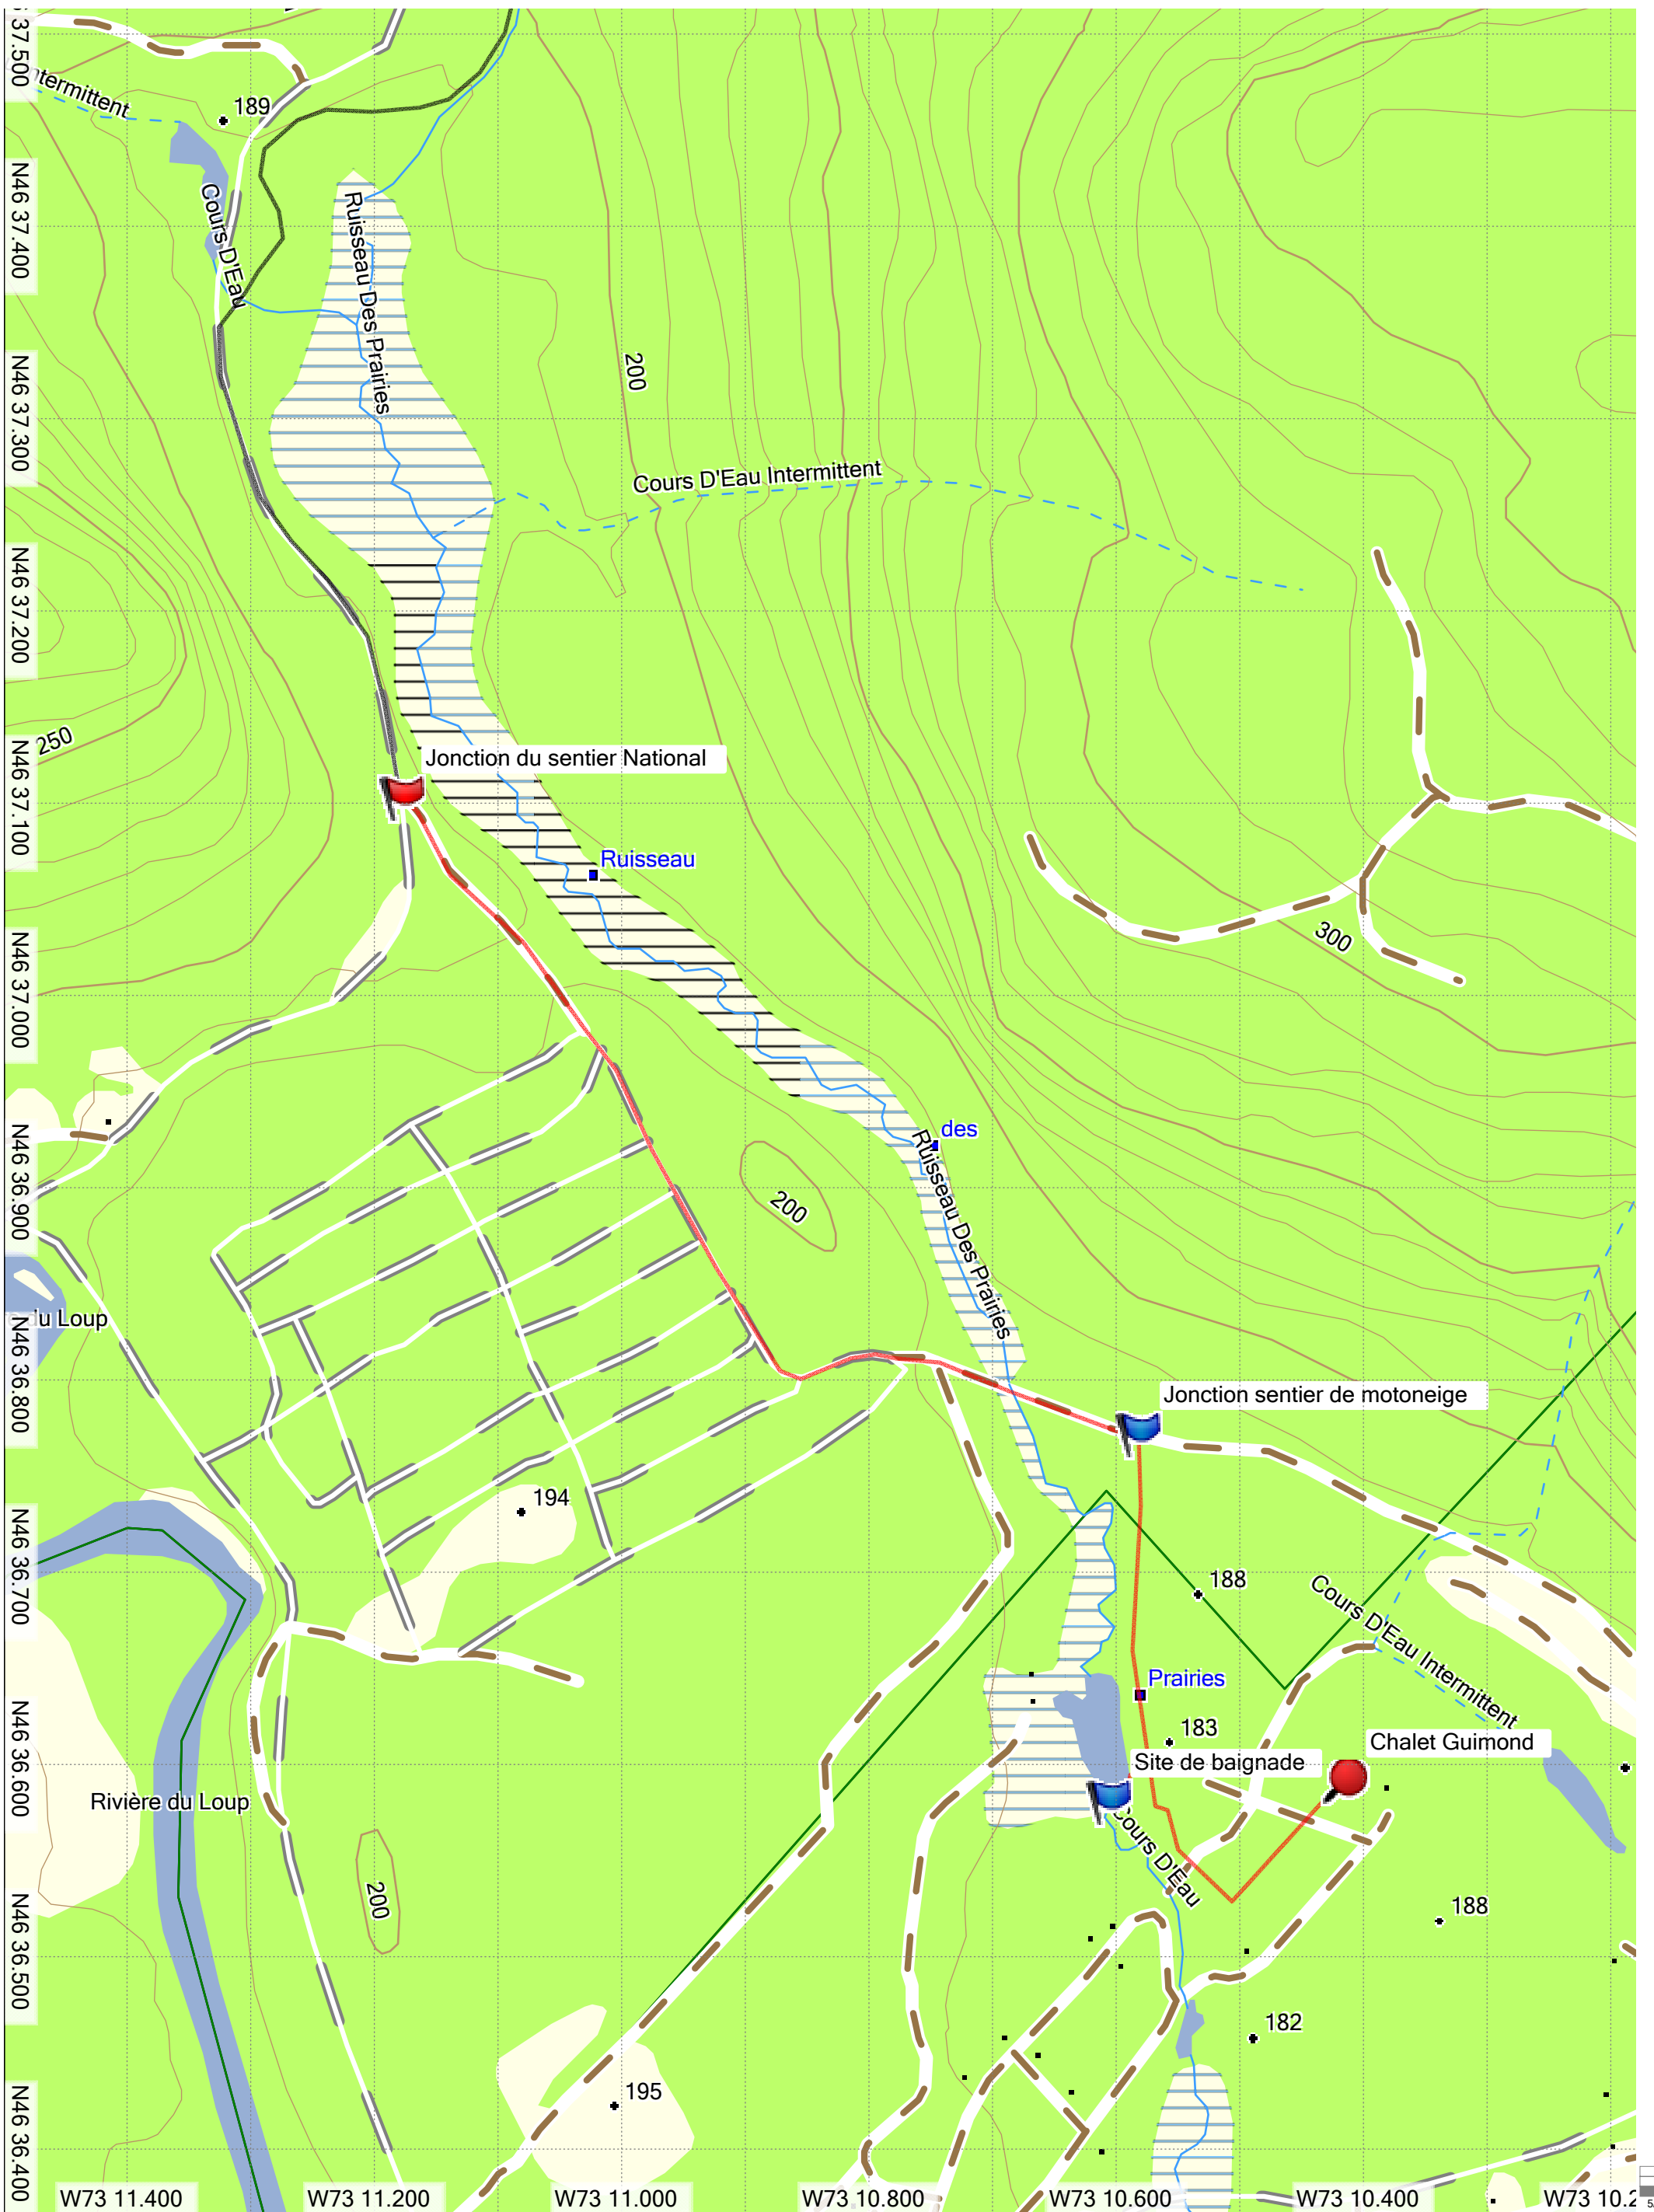 37.500
ntermittent
189
N46 37.400
Cours D'Eau
Ruisseau Des Prairies
200
N46 37.300
Cours D'Eau Intermittent
N46 37.200
250
Jonction du sentier National
N46 37.100
Ruisseau
300
N46 37.000
des
Ruisseau Des Prairies
200
N46 36.900
du Loup
N46 36.800
Jonction sentier de motoneige
194
N46 36.700
188
Cours D'Eau Intermittent
Prairies
183
Chalet Guimond
Site de baignade
N46 36.600
Rivière du Loup
Cours D'Eau
200
188
N46 36.500
182
195
N46 36.400
W73 11.400
W73 11.200
W73 11.000
W73 10.800
W73 10.600
W73 10.400
W73 10.2
5